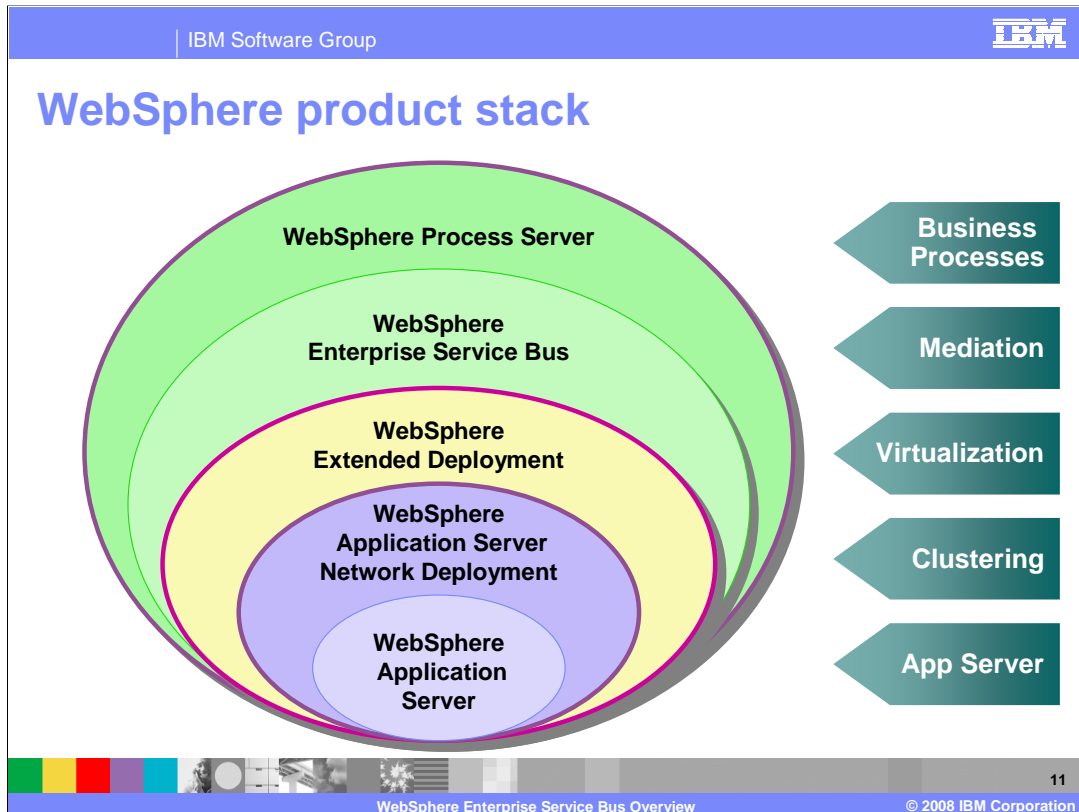 IBM Software Group
IBM
WebSphere product stack
WebSphere Process Server
WebSphere
Enterprise Service Bus
WebSphere
Extended Deployment
WebSphere
Application Server
Network Deployment
WebSphere
Application
Server
Business
Processes
Mediation
Virtualization
Clustering
App Server
11
WebSphere Enterprise Service Bus Overview
© 2008 IBM Corporation